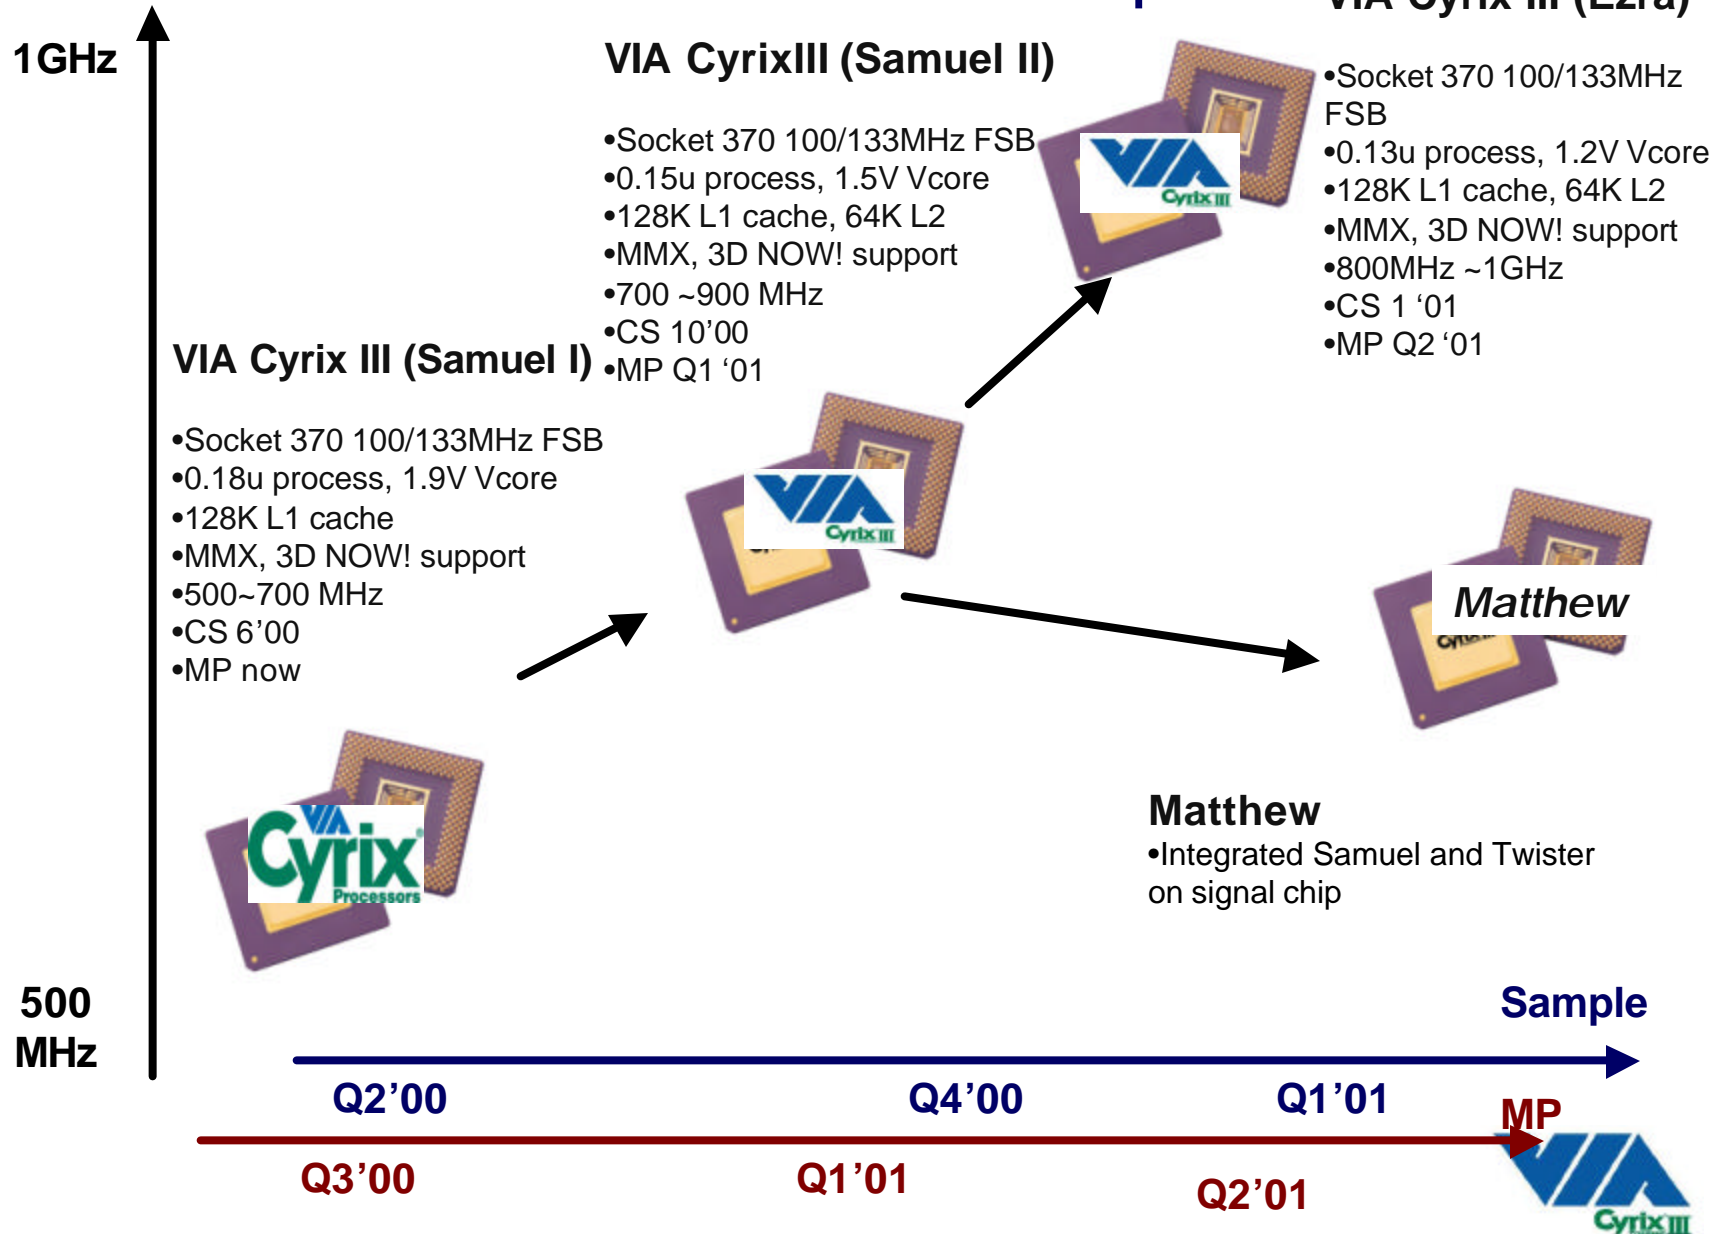 VIA Cyrix III (Ezra)
1GHz
VIA CyrixIII (Samuel II)
•Socket 370 100/133MHz FSB
•0.15u process, 1.5V Vcore
•128K L1 cache, 64K L2
•MMX, 3D NOW! support
•700 ~900 MHz
•CS 10’00
•MP Q1 ‘01
•Socket 370 100/133MHz
FSB
•0.13u process, 1.2V Vcore
•128K L1 cache, 64K L2
•MMX, 3D NOW! support
•800MHz ~1GHz
•CS 1 ‘01
•MP Q2 ‘01
VIA
Cyrix III
VIA Cyrix III (Samuel I)
•Socket 370 100/133MHz FSB
•0.18u process, 1.9V Vcore
•128K L1 cache
•MMX, 3D NOW! support
•500~700 MHz
•CS 6’00
•MP now
VIA
Cyrix III
Matthew
VIA
Cyrix®
Processors
Matthew
•Integrated Samuel and Twister
on signal chip
500
MHz
Sample
Q2’00
Q4’00
Q1’01
MP
Q3’00
Q1’01
Q2’01
VIA
Cyrix III